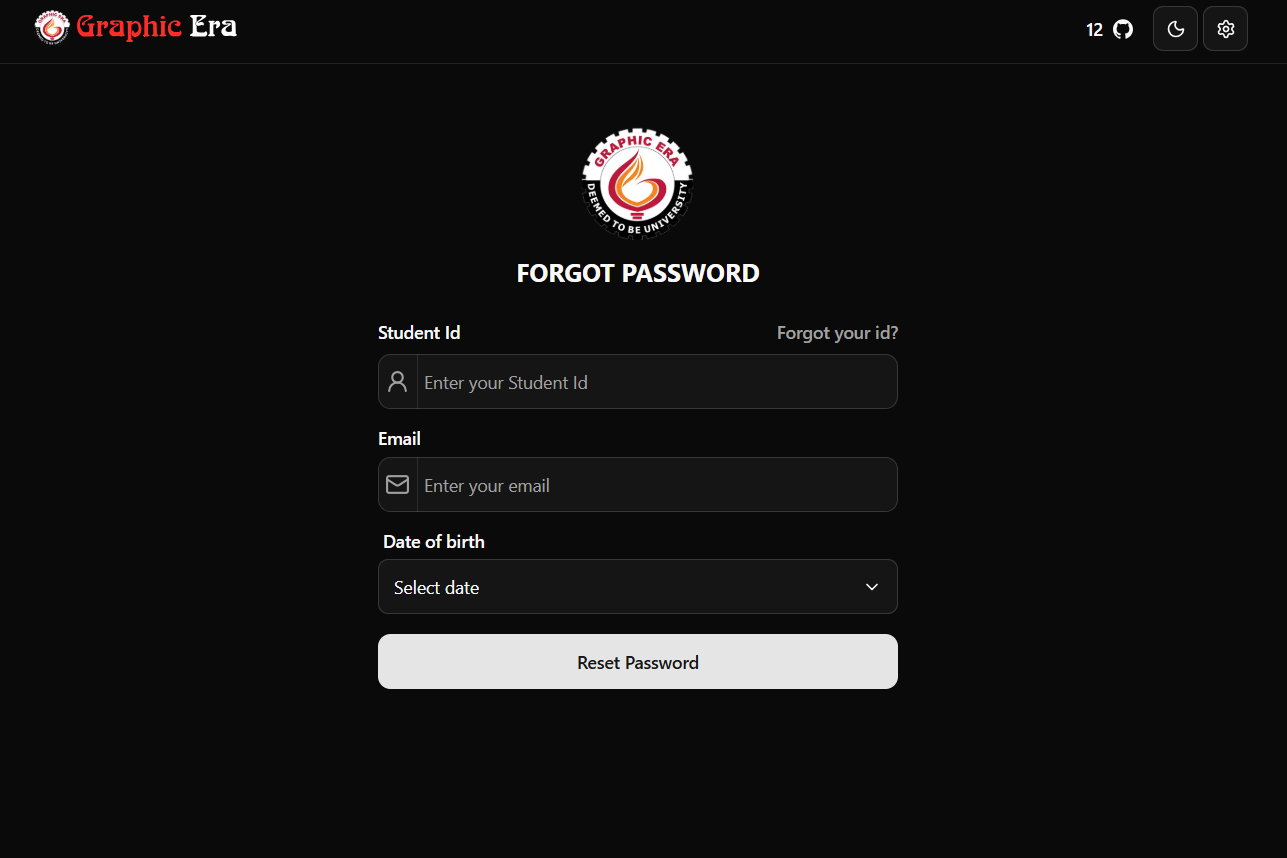 Graphic Era
12
GRAPHIC ERA
DEEMED TO BE UNIVERSITY
FORGOT PASSWORD
Student Id
Forgot your id?
Enter your Student Id
Email
Enter your email
Date of birth
Select date
Reset Password